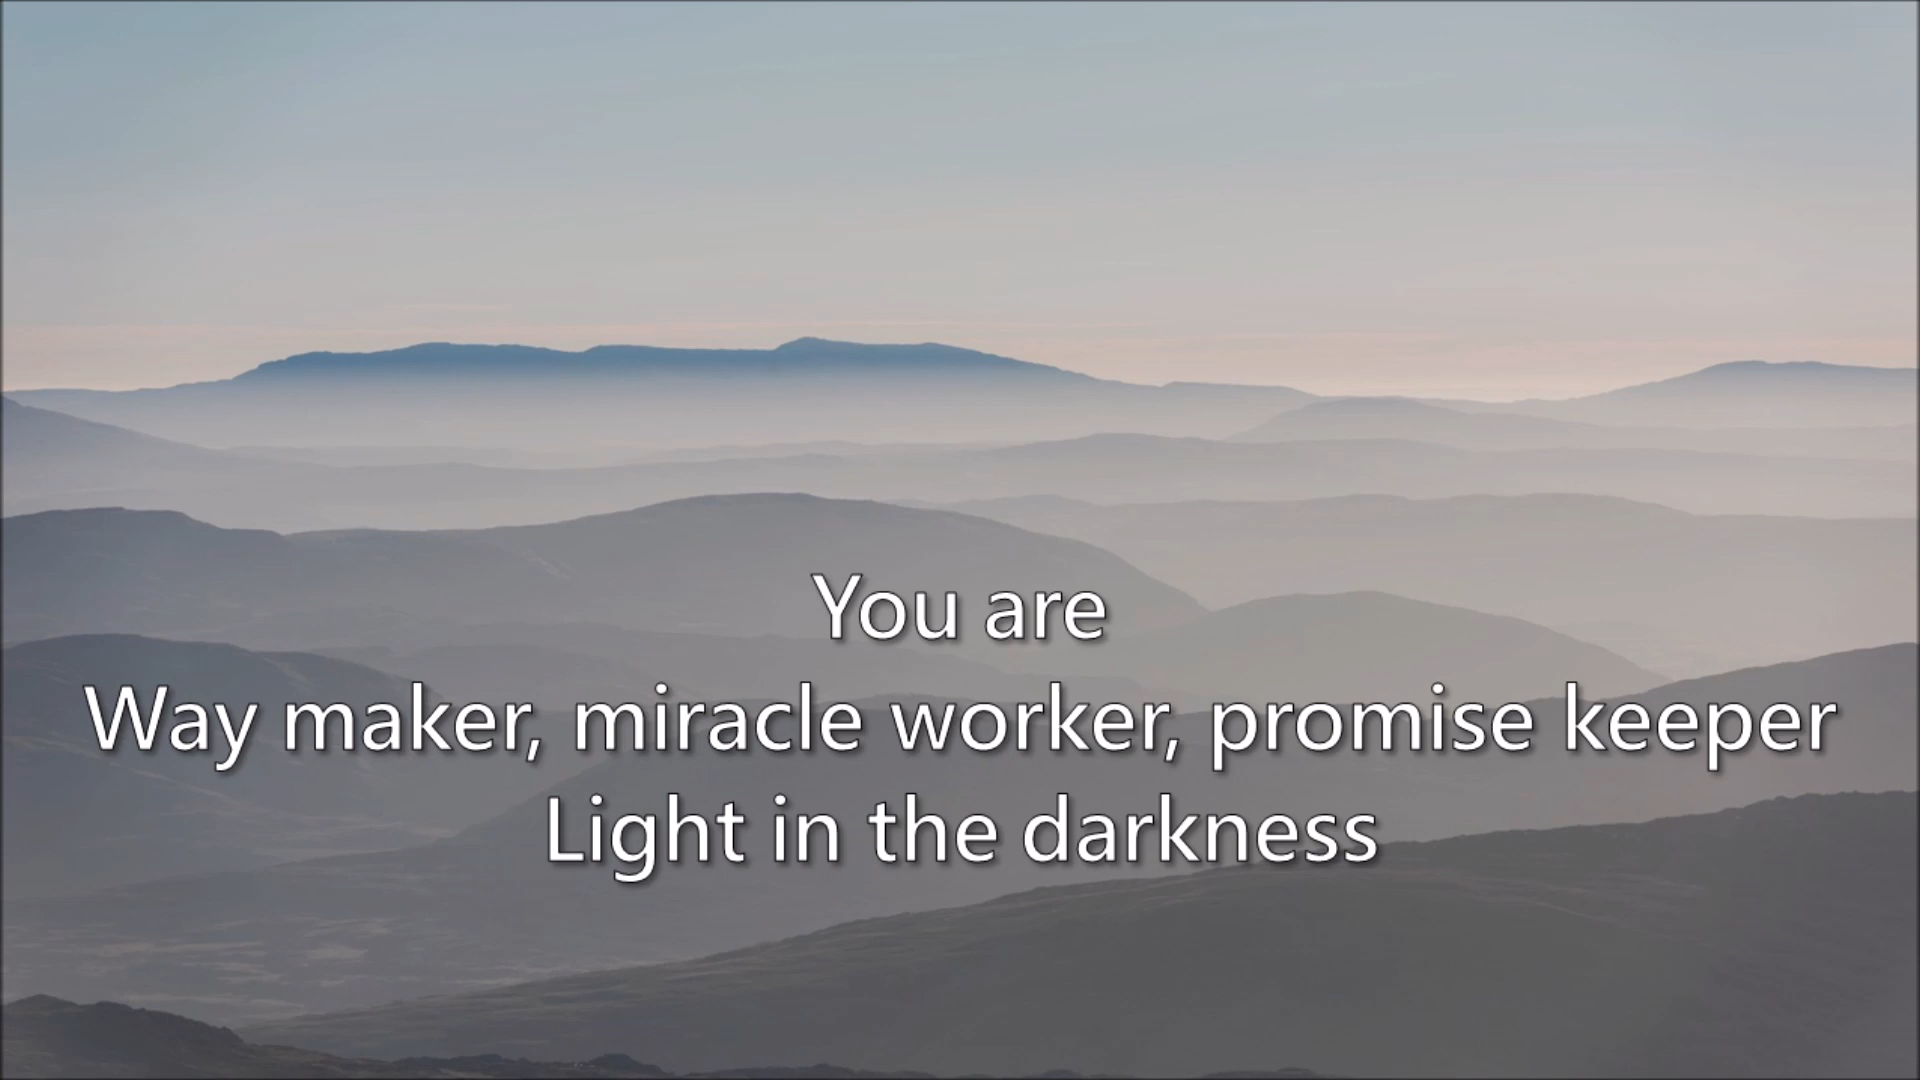 You are
Way maker, miracle worker, promise keeper
Light in the darkness